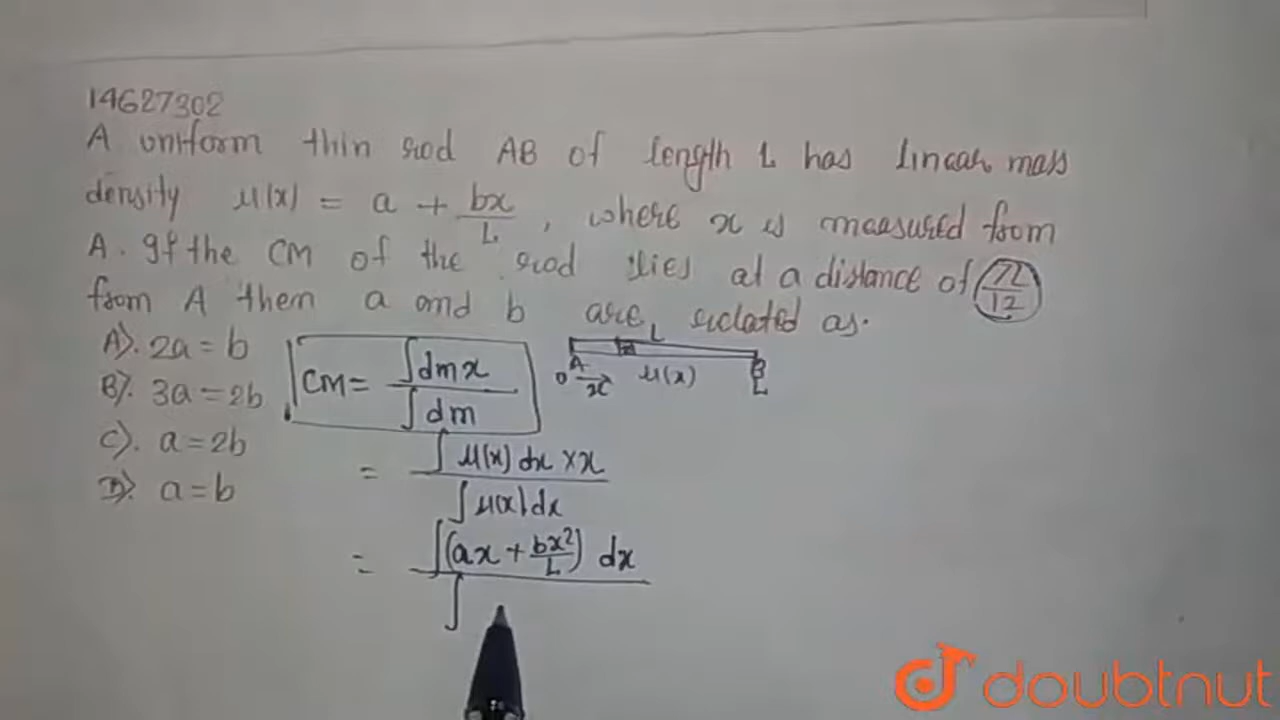 14627302
A uniform thin rod AB of length L has linear mass
density μ(x) = a + bx/L, where x is measured from
A. If the CM of the rod lies at a distance of 7L/12
from A then a and b are related as.
A). 2a = b
B). 3a = 2b
C). a = 2b
D). a = b
CM = ∫dm x / ∫dm
= ∫ μ(x) dx × x / ∫ μ(x) dx
= ∫(ax + bx²/L) dx / ∫
L
A
B
0
x
μ(x)
L
doubtnut